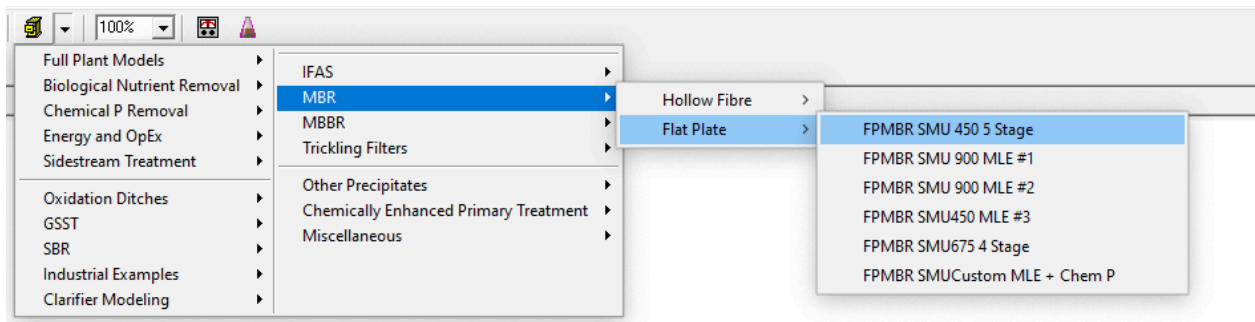 100%
Full Plant Models
Biological Nutrient Removal
Chemical P Removal
Energy and OpEx
Sidestream Treatment
Oxidation Ditches
GSST
SBR
Industrial Examples
Clarifier Modeling
IFAS
MBR
MBBR
Trickling Filters
Other Precipitates
Chemically Enhanced Primary Treatment
Miscellaneous
Hollow Fibre
Flat Plate
FPMBR SMU 450 5 Stage
FPMBR SMU 900 MLE #1
FPMBR SMU 900 MLE #2
FPMBR SMU450 MLE #3
FPMBR SMU675 4 Stage
FPMBR SMUCustom MLE + Chem P